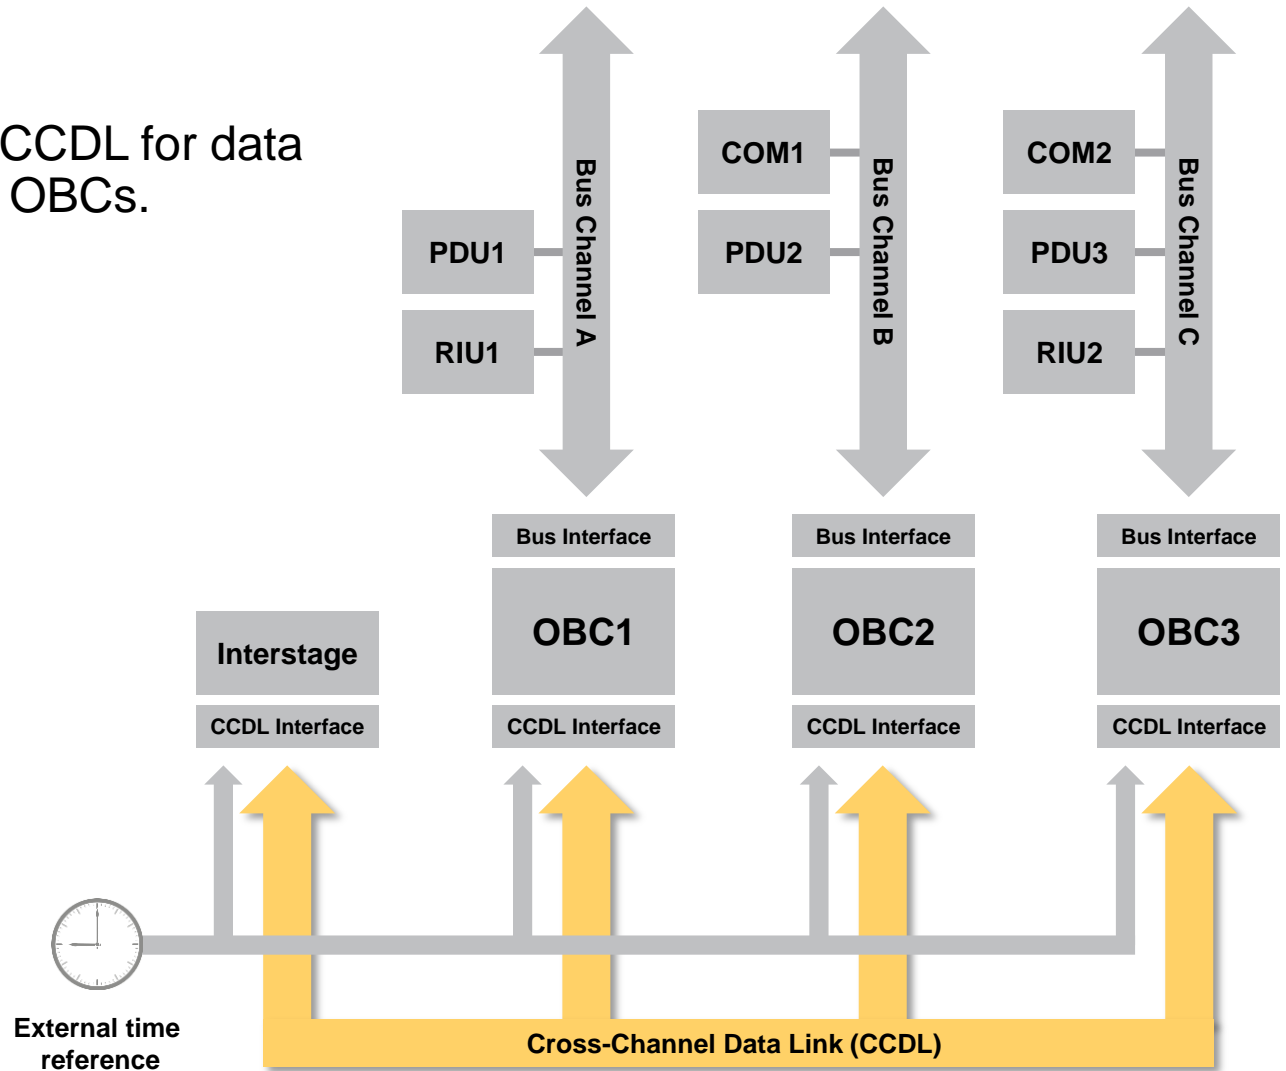 CCDL for data
OBCs.
Bus Channel A
PDU1
RIU1
Bus Channel B
COM1
PDU2
Bus Channel C
COM2
PDU3
RIU2
Bus Interface
Bus Interface
Bus Interface
OBC1
OBC2
OBC3
Interstage
CCDL Interface
CCDL Interface
CCDL Interface
CCDL Interface
External time
reference
Cross-Channel Data Link (CCDL)